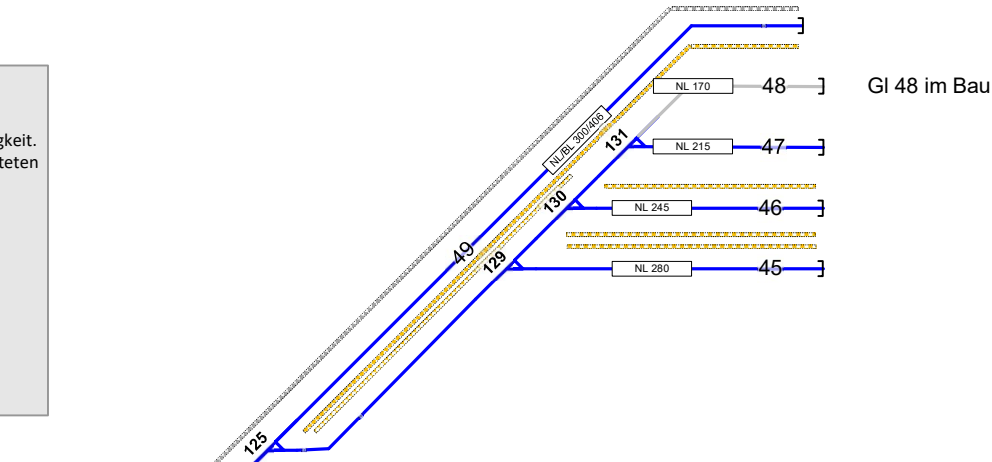 gkeit.
teten
NL 170
48
Gl 48 im Bau
NL/BL 300/406
131
NL 215
47
130
NL 245
46
49
129
NL 280
45
125